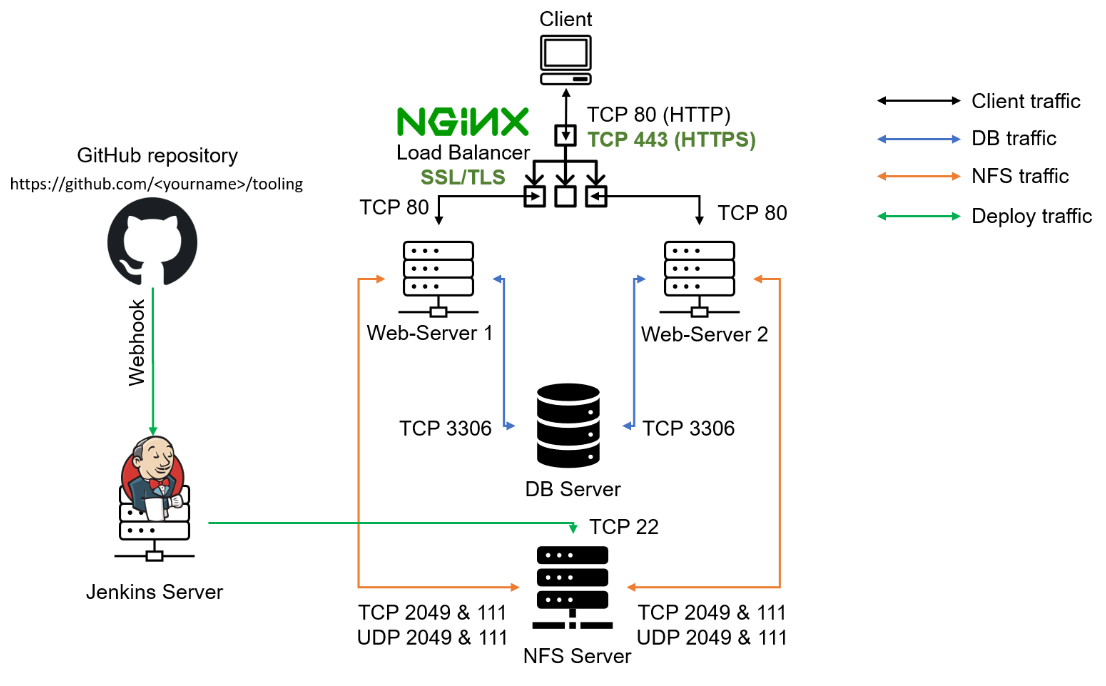 Client
NGINX
TCP 80 (HTTP)
TCP 443 (HTTPS)
Load Balancer
SSL/TLS
Client traffic
DB traffic
NFS traffic
Deploy traffic
GitHub repository
https://github.com/<yourname>/tooling
TCP 80
TCP 80
Webhook
Web-Server 1
Web-Server 2
TCP 3306
TCP 3306
DB Server
TCP 22
Jenkins Server
TCP 2049 & 111
UDP 2049 & 111
TCP 2049 & 111
UDP 2049 & 111
NFS Server